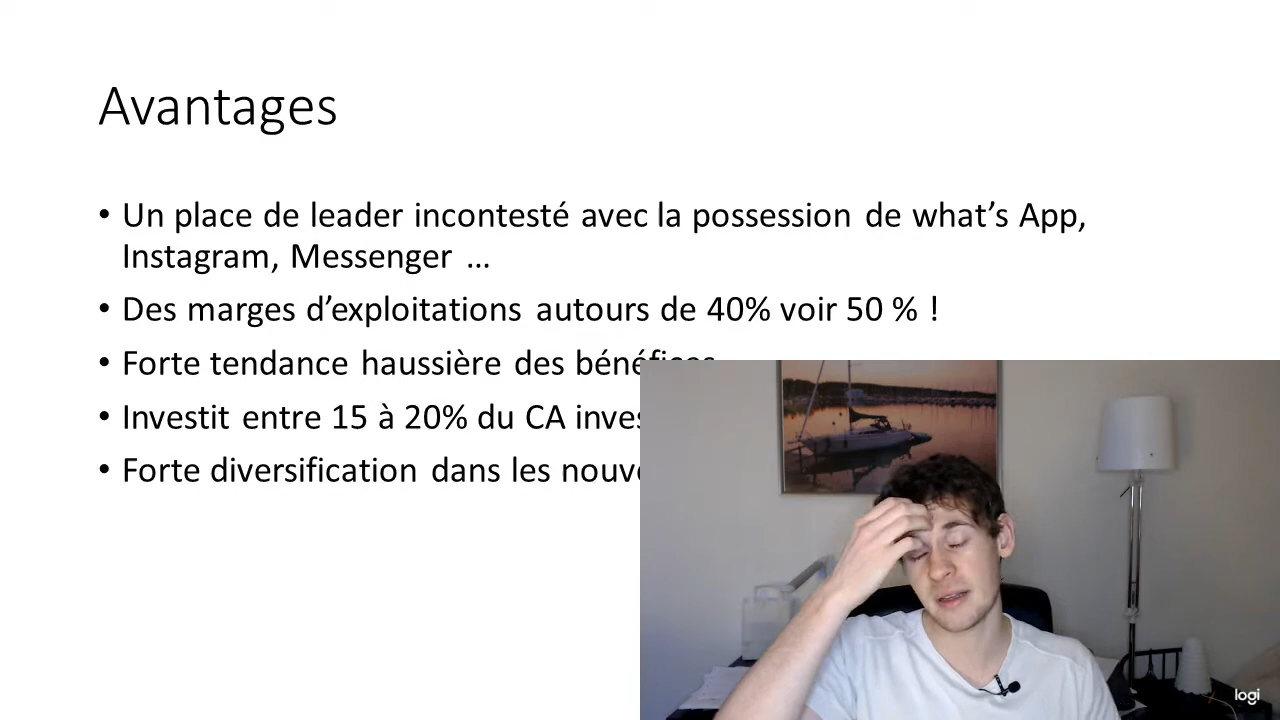 Avantages
• Un place de leader incontesté avec la possession de what’s App,
Instagram, Messenger ...
• Des marges d’exploitations autours de 40% voir 50 % !
• Forte tendance haussière des bénéfices
• Investit entre 15 à 20% du CA
• Forte diversification dans les
logi